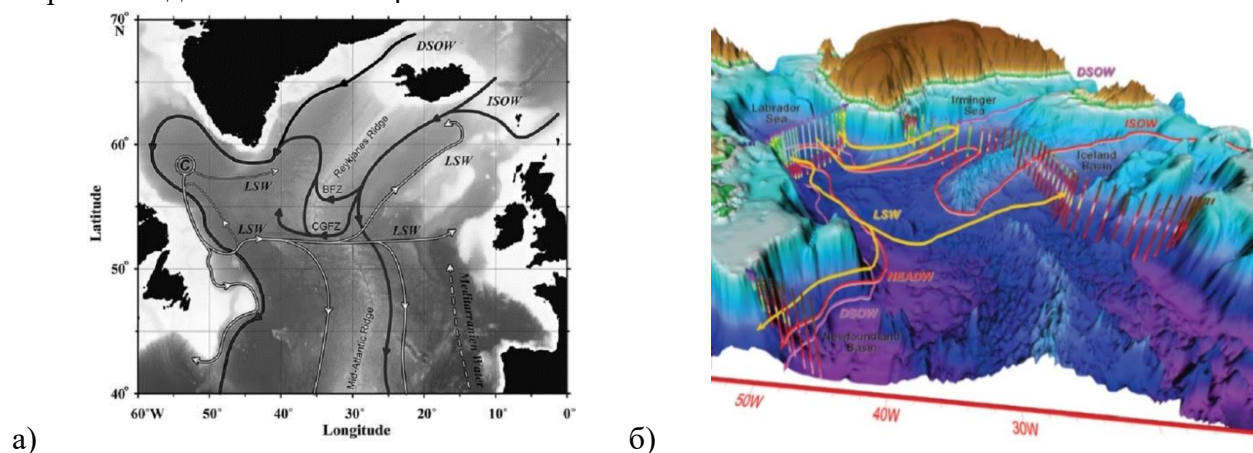 70°
N
60°
50°
40°
Latitude
60°W
50°
40°
30°
20°
10°
0°
Longitude
DSOW
ISOW
Reykjanes Ridge
LSW
BFZ
C
LSW
CGFZ
LSW
LSW
Mid-Atlantic Ridge
Mediterranien Water
а)
DSOW
Labrador
Sea
Irminger
Sea
ISOW
Iceland
Basin
LSW
NEADW
DSOW
Newfoundland
Basin
50W
40W
30W
б)